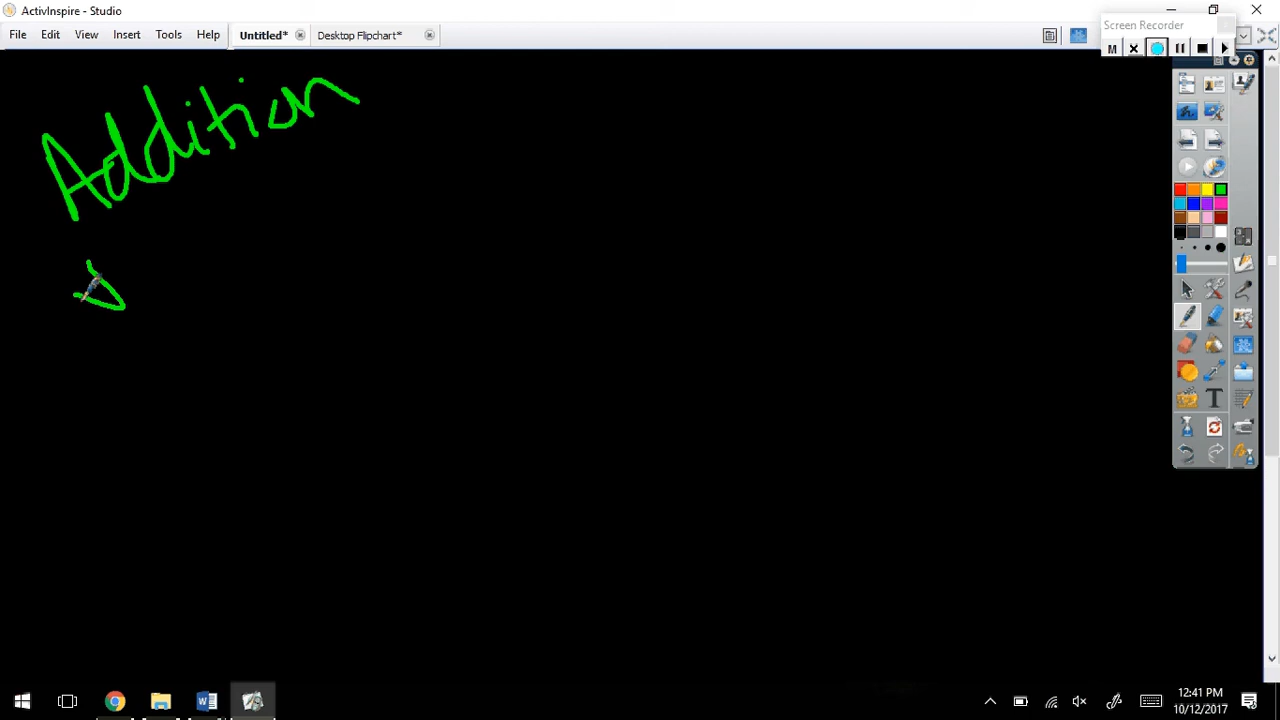 ActivInspire - Studio
Screen Recorder
File Edit View Insert Tools Help Untitled* Desktop Flipchart*
M
Addition
T
12:41 PM
10/12/2017